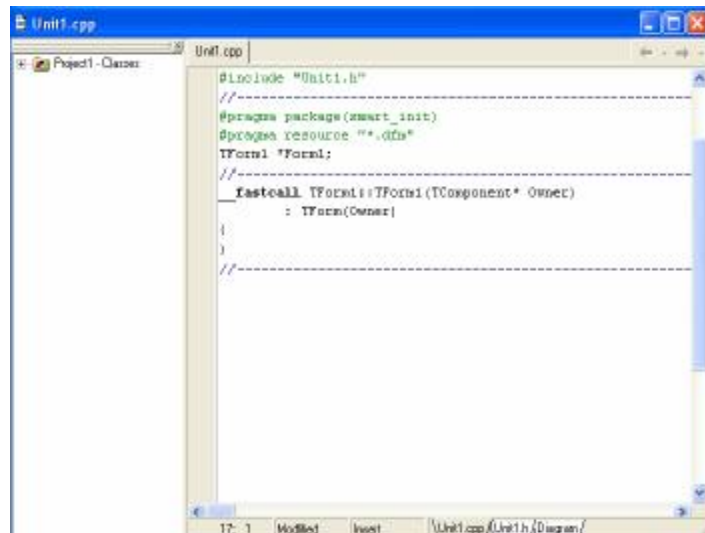 Unit1.cpp
Project1 - Classes
Unit1.cpp
#include "Unit1.h"
//---------------------------------------------------------
#pragma package(smart_init)
#pragma resource "*.dfm"
TForm1 *Form1;
//---------------------------------------------------------
__fastcall TForm1::TForm1(TComponent* Owner)
: TForm(Owner)
{
}
//---------------------------------------------------------
17: 1 Modified Insert \Unit1.cpp/Unit1.h/Diagram/